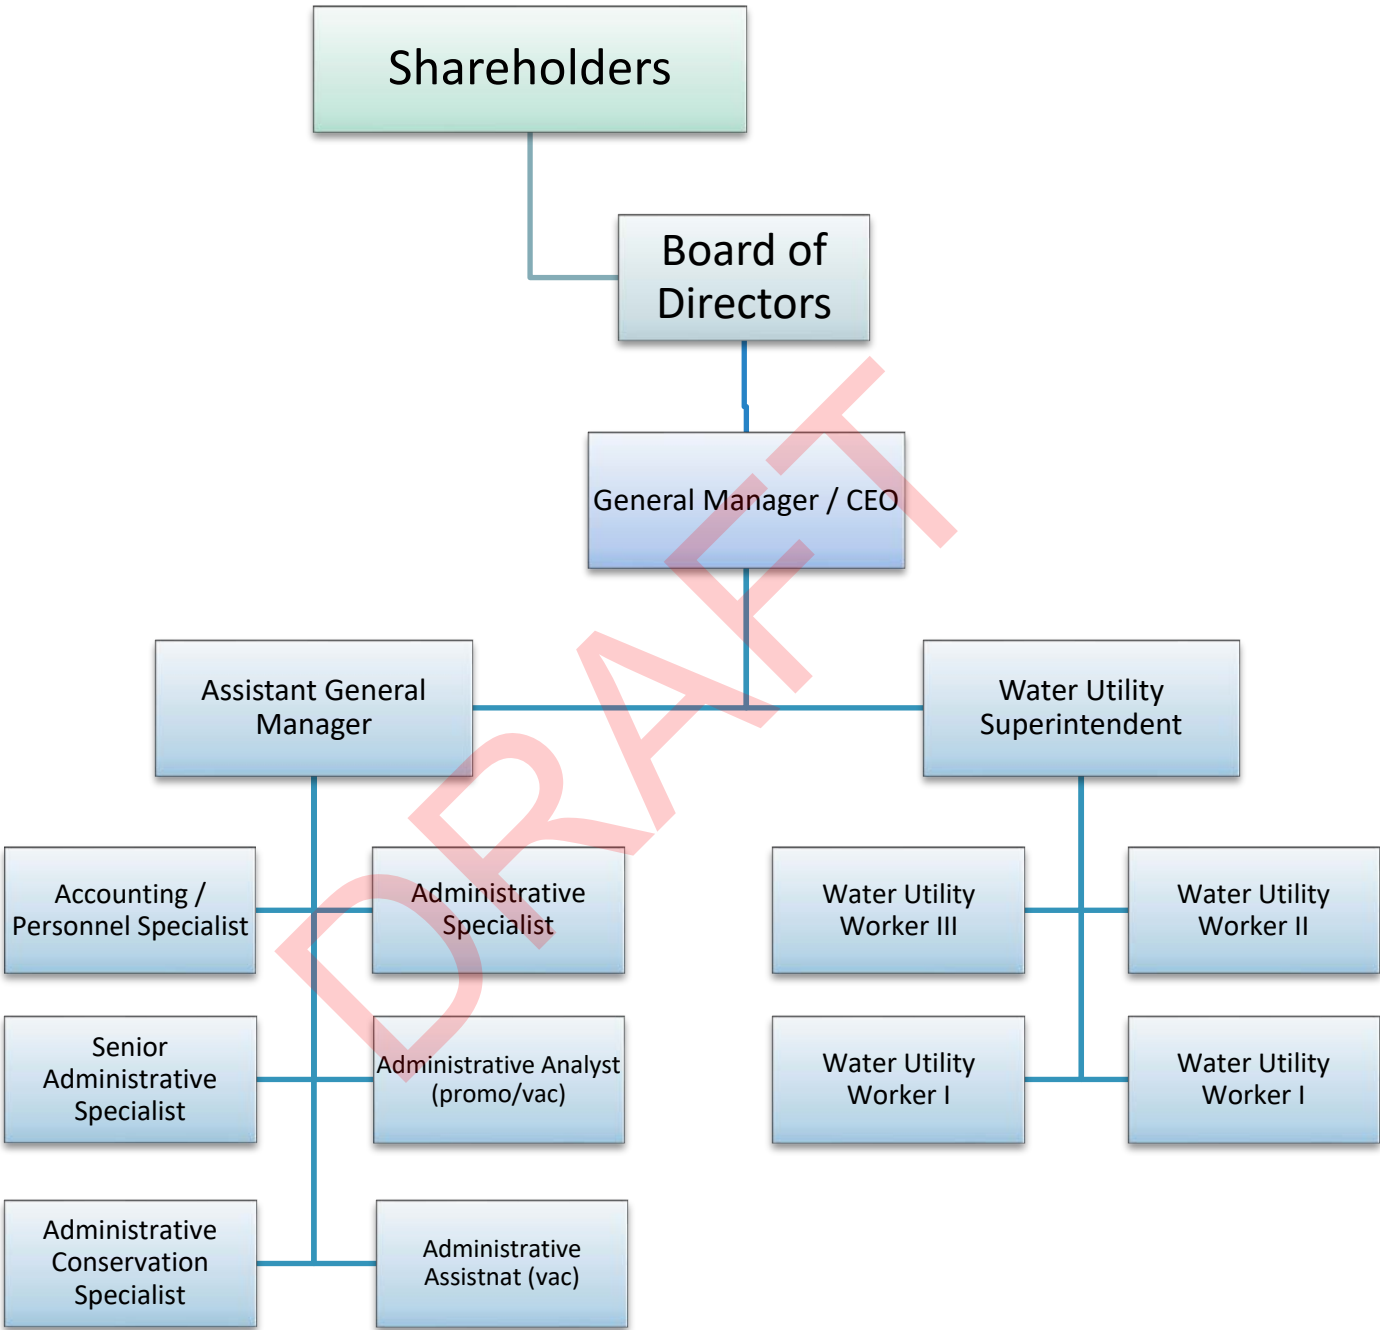 Shareholders
Board of
Directors
General Manager / CEO
Assistant General
Manager
Water Utility
Superintendent
Accounting /
Personnel Specialist
Administrative
Specialist
Water Utility
Worker III
Water Utility
Worker II
Senior
Administrative
Specialist
Administrative Analyst
(promo/vac)
Water Utility
Worker I
Water Utility
Worker I
Administrative
Conservation
Specialist
Administrative
Assistnat (vac)
DRAFT